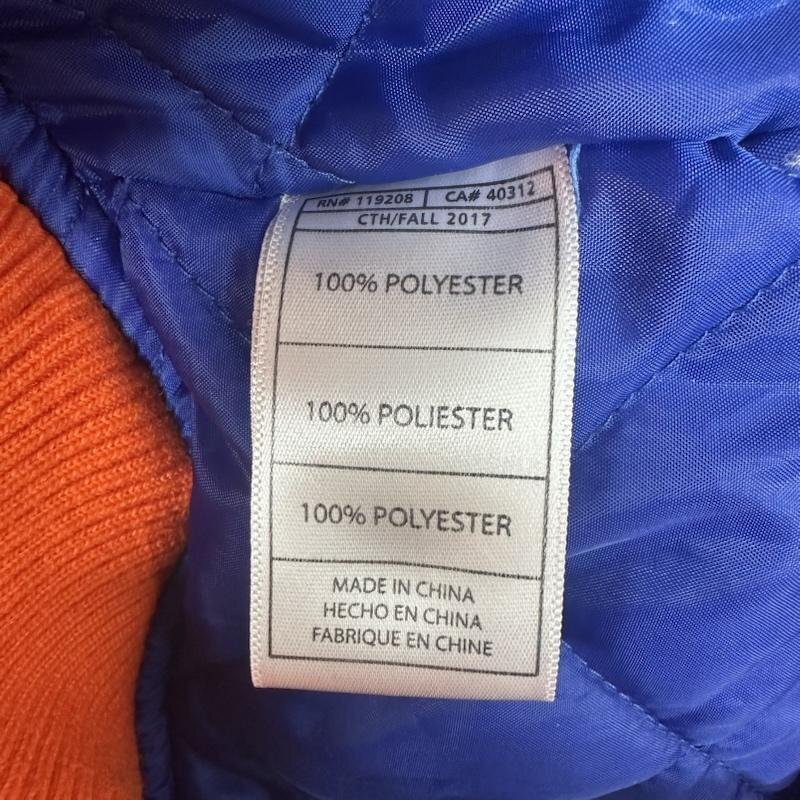 RN# 119208 | CA# 40312
CTH/FALL 2017
100% POLYESTER
100% POLIESTER
100% POLYESTER
MADE IN CHINA
HECHO EN CHINA
FABRIQUE EN CHINE